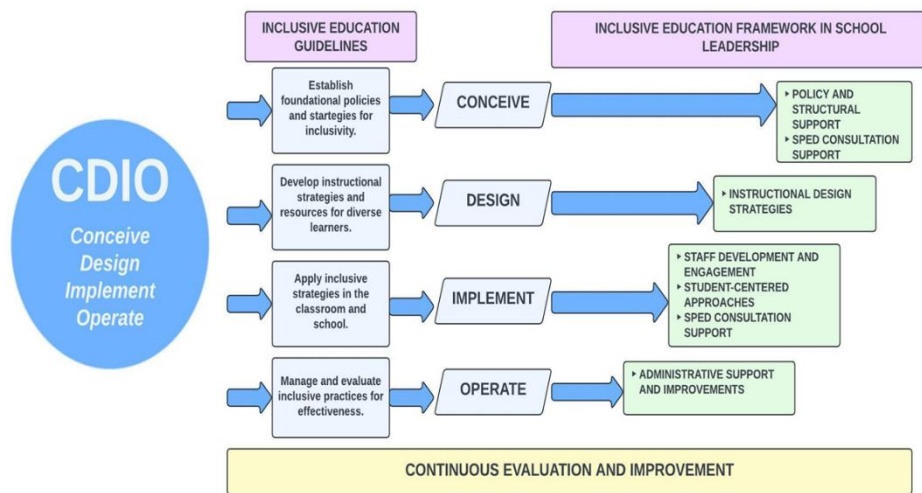 INCLUSIVE EDUCATION
GUIDELINES
INCLUSIVE EDUCATION FRAMEWORK IN SCHOOL
LEADERSHIP
CDIO
Conceive
Design
Implement
Operate
Establish
foundational policies
and startegies for
inclusivity.
CONCEIVE
POLICY AND
STRUCTURAL
SUPPORT
SPED CONSULTATION
SUPPORT
Develop instructional
strategies and
resources for diverse
learners.
DESIGN
INSTRUCTIONAL DESIGN
STRATEGIES
Apply inclusive
strategies in the
classroom and
school.
IMPLEMENT
STAFF DEVELOPMENT AND
ENGAGEMENT
STUDENT-CENTERED
APPROACHES
SPED CONSULTATION
SUPPORT
Manage and evaluate
inclusive practices for
effectiveness.
OPERATE
ADMINISTRATIVE SUPPORT
AND IMPROVEMENTS
CONTINUOUS EVALUATION AND IMPROVEMENT